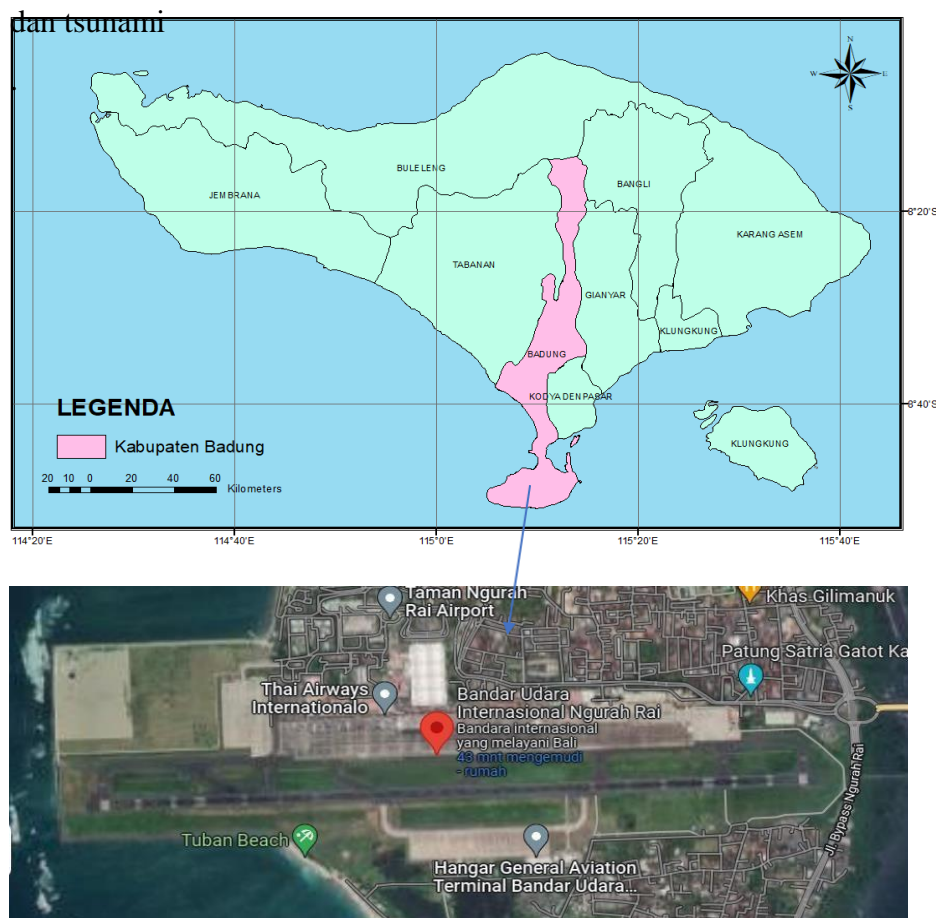 dan tsunami
N
W
E
S
BULELENG
JEMBRANA
BANGLI
8°20'S
KARANG ASEM
TABANAN
GIANYAR
KLUNGKUNG
BADUNG
KODYA DENPASAR
8°40'S
LEGENDA
Kabupaten Badung
KLUNGKUNG
20 10 0 20 40 60
Kilometers
114°20'E
114°40'E
115°0'E
115°20'E
115°40'E
Taman Ngurah
Rai Airport
Khas Gilimanuk
Patung Satria Gatot Ka
Thai Airways
Internationalo
Bandar Udara
Internasional Ngurah Rai
Bandara internasional
yang melayani Bali
43 mnt mengemudi
- rumah
Jl. Bypass Ngurah Rai
Tuban Beach
Hangar General Aviation
Terminal Bandar Udara...